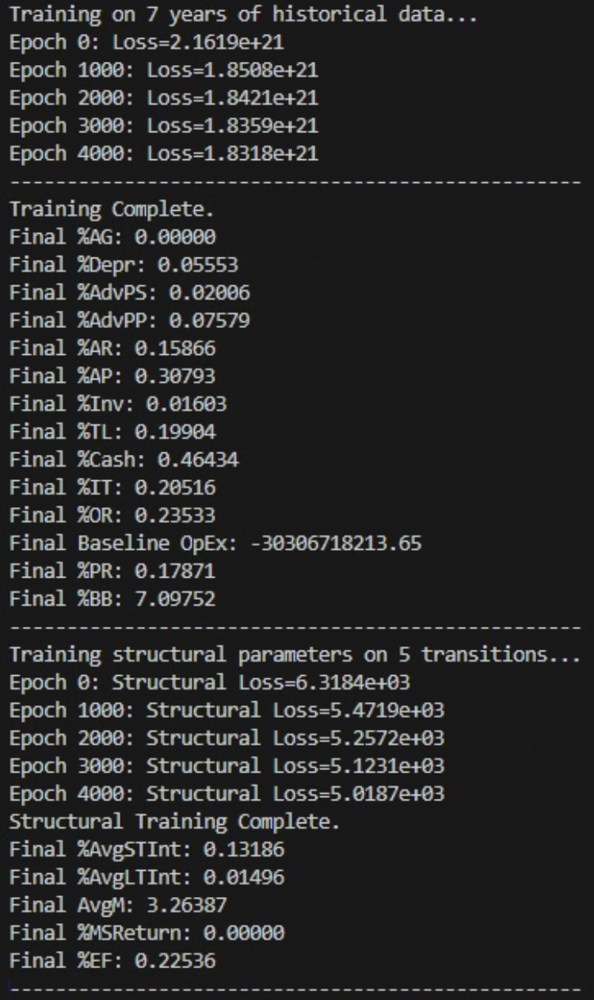 Training on 7 years of historical data...
Epoch 0: Loss=2.1619e+21
Epoch 1000: Loss=1.8508e+21
Epoch 2000: Loss=1.8421e+21
Epoch 3000: Loss=1.8359e+21
Epoch 4000: Loss=1.8318e+21
--------------------------------------------------
Training Complete.
Final %AG: 0.00000
Final %Depr: 0.05553
Final %AdvPS: 0.02006
Final %AdvPP: 0.07579
Final %AR: 0.15866
Final %AP: 0.30793
Final %Inv: 0.01603
Final %TL: 0.19904
Final %Cash: 0.46434
Final %IT: 0.20516
Final %OR: 0.23533
Final Baseline OpEx: -30306718213.65
Final %PR: 0.17871
Final %BB: 7.09752
--------------------------------------------------
Training structural parameters on 5 transitions...
Epoch 0: Structural Loss=6.3184e+03
Epoch 1000: Structural Loss=5.4719e+03
Epoch 2000: Structural Loss=5.2572e+03
Epoch 3000: Structural Loss=5.1231e+03
Epoch 4000: Structural Loss=5.0187e+03
Structural Training Complete.
Final %AvgSTInt: 0.13186
Final %AvgLTInt: 0.01496
Final AvgM: 3.26387
Final %MSReturn: 0.00000
Final %EF: 0.22536
--------------------------------------------------